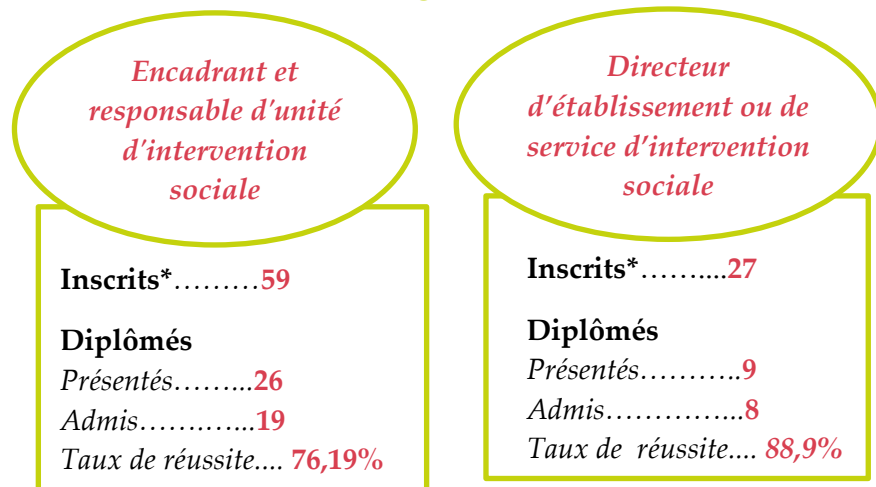 Encadrant et
responsable d'unité
d'intervention
sociale
Inscrits*………59
Diplômés
Présentés……...26
Admis…….…...19
Taux de réussite.... 76,19%
Directeur
d'établissement ou de
service d'intervention
sociale
Inscrits*……....27
Diplômés
Présentés………..9
Admis…………...8
Taux de  réussite.... 88,9%